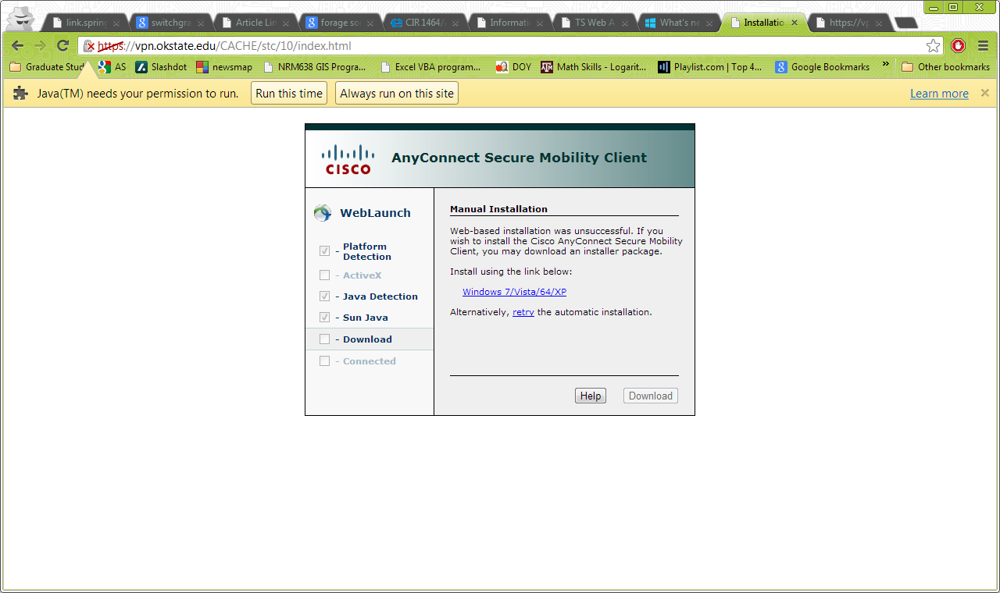 link.spring
switchgra
Article Lin
forage so
CIR 1464/
Informati
TS Web A
What's ne
Installatio
https://vp
https://vpn.okstate.edu/CACHE/stc/10/index.html
Graduate Stud
AS
Slashdot
newsmap
NRM638 GIS Progra...
Excel VBA program...
DOY
Math Skills - Logarit...
Playlist.com | Top 4...
Google Bookmarks
»
Other bookmarks
Java(TM) needs your permission to run.
Run this time
Always run on this site
Learn more
CISCO
AnyConnect Secure Mobility Client
WebLaunch
- Platform
Detection
- ActiveX
- Java Detection
- Sun Java
- Download
- Connected
Manual Installation
Web-based installation was unsuccessful. If you
wish to install the Cisco AnyConnect Secure Mobility
Client, you may download an installer package.
Install using the link below:
Windows 7/Vista/64/XP
Alternatively, retry the automatic installation.
Help
Download